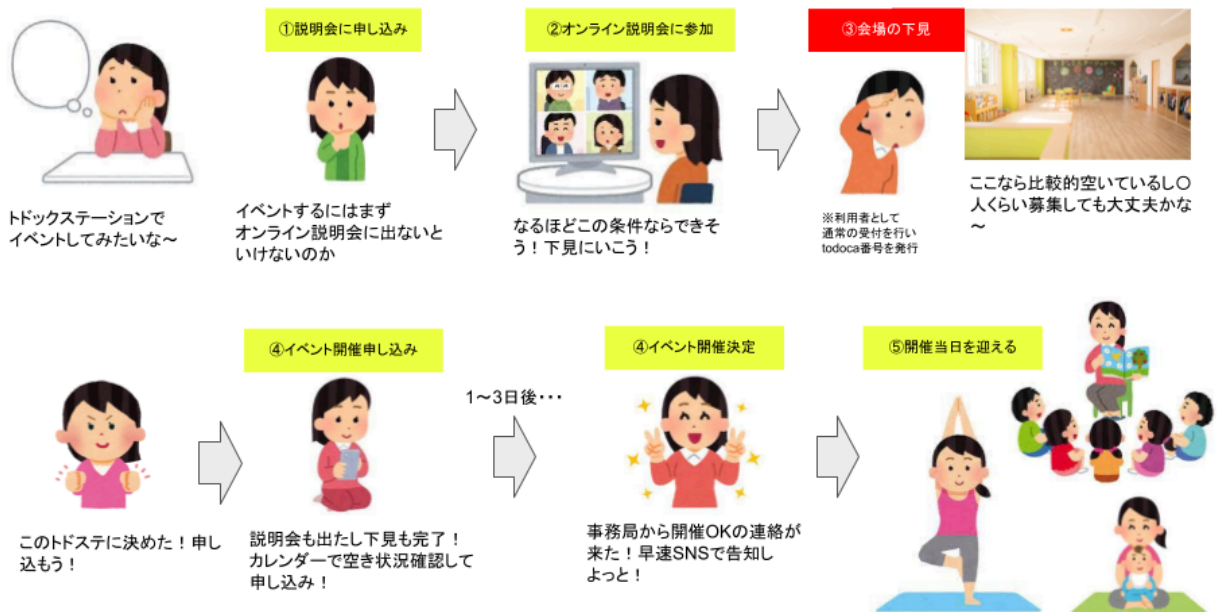 ①説明会に申し込み
②オンライン説明会に参加
③会場の下見
トドックステーションで
イベントしてみたいな～
イベントするにはまず
オンライン説明会に出ないと
いけないのか
なるほどこの条件ならできそ
う！下見にいこう！
※利用者として
通常の受付を行い
todoca番号を発行
ここなら比較的空いているし〇
人くらい募集しても大丈夫かな
～
④イベント開催申し込み
④イベント開催決定
⑤開催当日を迎える
1～3日後・・・
このトドステに決めた！申し
込もう！
説明会も出たし下見も完了！
カレンダーで空き状況確認して
申し込み！
事務局から開催OKの連絡が
来た！早速SNSで告知し
よっと！